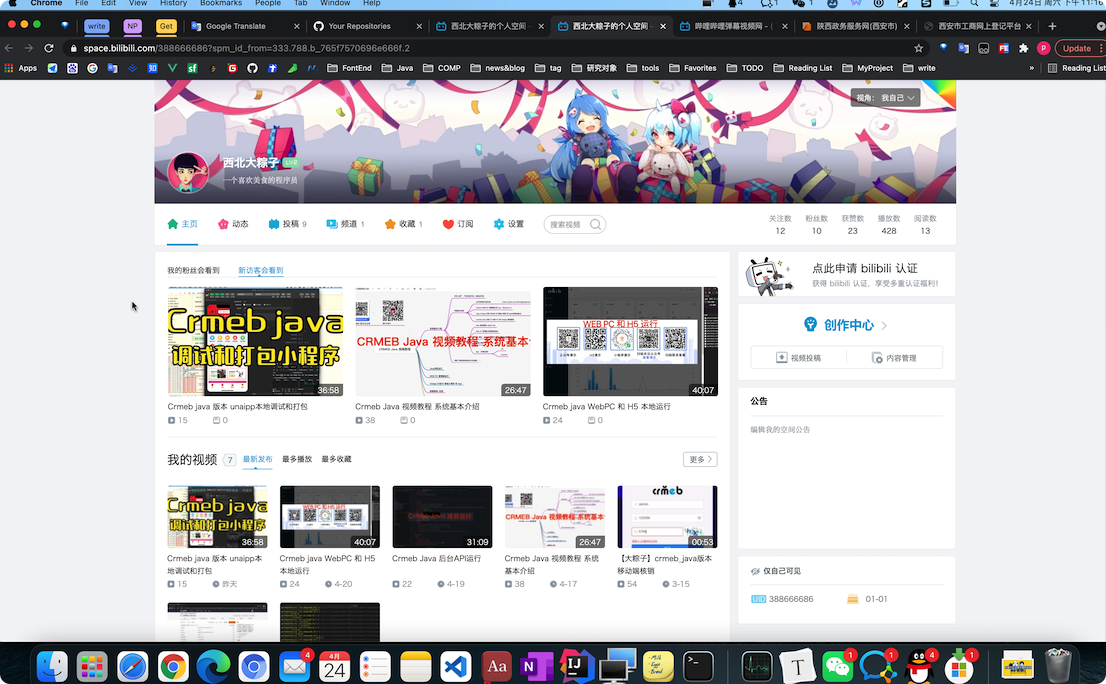 Chrome File Edit View History Bookmarks People Tab Window Help 4月24日 周六 下午11:16
write NP Get Google Translate Your Repositories 西北大粽子的个人空间 西北大粽子的个人空间 哔哩哔哩弹幕视频网 陕西政务服务网(西安市) 西安市工商网上登记平台
space.bilibili.com/388666686?spm_id_from=333.788.b_765f7570696e666f.2 P Update
Apps FontEnd Java COMP news&blog tag 研究对象 tools Favorites TODO Reading List MyProject write » Reading List
视角: 我自己
西北大粽子 LV2
一个喜欢美食的程序员
主页 动态 投稿 9 频道 1 收藏 1 订阅 设置 搜索视频
关注数 粉丝数 获赞数 播放数 阅读数
12 10 23 428 13
我的粉丝会看到 新访客会看到
Crmeb java
调试和打包小程序
36:58
CRMEB Java 视频教程 系统基本
26:47
WEB PC 和 H5 运行
40:07
Crmeb java 版本 unaipp本地调试和打包
15 0
Crmeb Java 视频教程 系统基本介绍
38 0
Crmeb java WebPC 和 H5 本地运行
24 0
我的视频 7 最新发布 最多播放 最多收藏 更多
Crmeb java
调试和打包小程序
36:58
40:07
31:09
CRMEB Java 视频教程 系统基本
26:47
crmeb
00:53
Crmeb java 版本 unaipp本
地调试和打包
15 昨天
Crmeb java WebPC 和 H5
本地运行
24 4-20
Crmeb Java 后台API运行
22 4-19
Crmeb Java 视频教程 系统
基本介绍
38 4-17
【大粽子】crmeb_java版本
移动端核销
54 3-15
点此申请 bilibili 认证
获得 bilibili 认证，享受多重认证福利!
创作中心
视频投稿 内容管理
公告
编辑我的空间公告
仅自己可见
UID 388666686 01-01
4 4月 24 Aa N IJ T 1 1 4 1